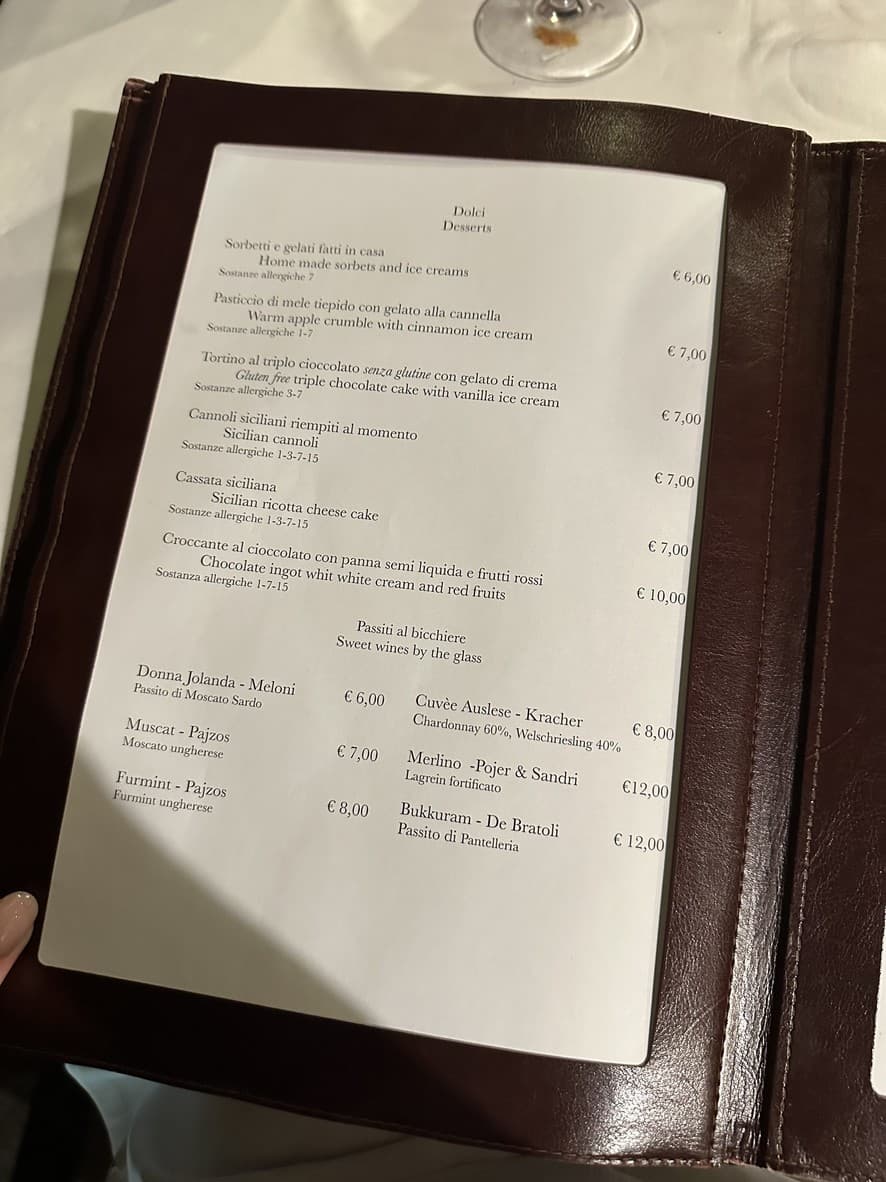 Dolci
Desserts
Sorbetti e gelati fatti in casa
Home made sorbets and ice creams
€ 6,00
Sostanze allergiche 7
Pasticcio di mele tiepido con gelato alla cannella
Warm apple crumble with cinnamon ice cream
€ 7,00
Sostanze allergiche 1-7
Tortino al triplo cioccolato senza glutine con gelato di crema
Gluten free triple chocolate cake with vanilla ice cream
€ 7,00
Sostanze allergiche 3-7
Cannoli siciliani riempiti al momento
Sicilian cannoli
€ 7,00
Sostanze allergiche 1-3-7-15
Cassata siciliana
Sicilian ricotta cheese cake
€ 7,00
Sostanze allergiche 1-3-7-15
Croccante al cioccolato con panna semi liquida e frutti rossi
Chocolate ingot whit white cream and red fruits
€ 10,00
Sostanza allergiche 1-7-15
Passiti al bicchiere
Sweet wines by the glass
Donna Jolanda - Meloni € 6,00
Passito di Moscato Sardo
Muscat - Pajzos € 7,00
Moscato ungherese
Furmint - Pajzos € 8,00
Furmint ungherese
Cuvèe Auslese - Kracher € 8,00
Chardonnay 60%, Welschriesling 40%
Merlino -Pojer & Sandri €12,00
Lagrein fortificato
Bukkuram - De Bratoli € 12,00
Passito di Pantelleria